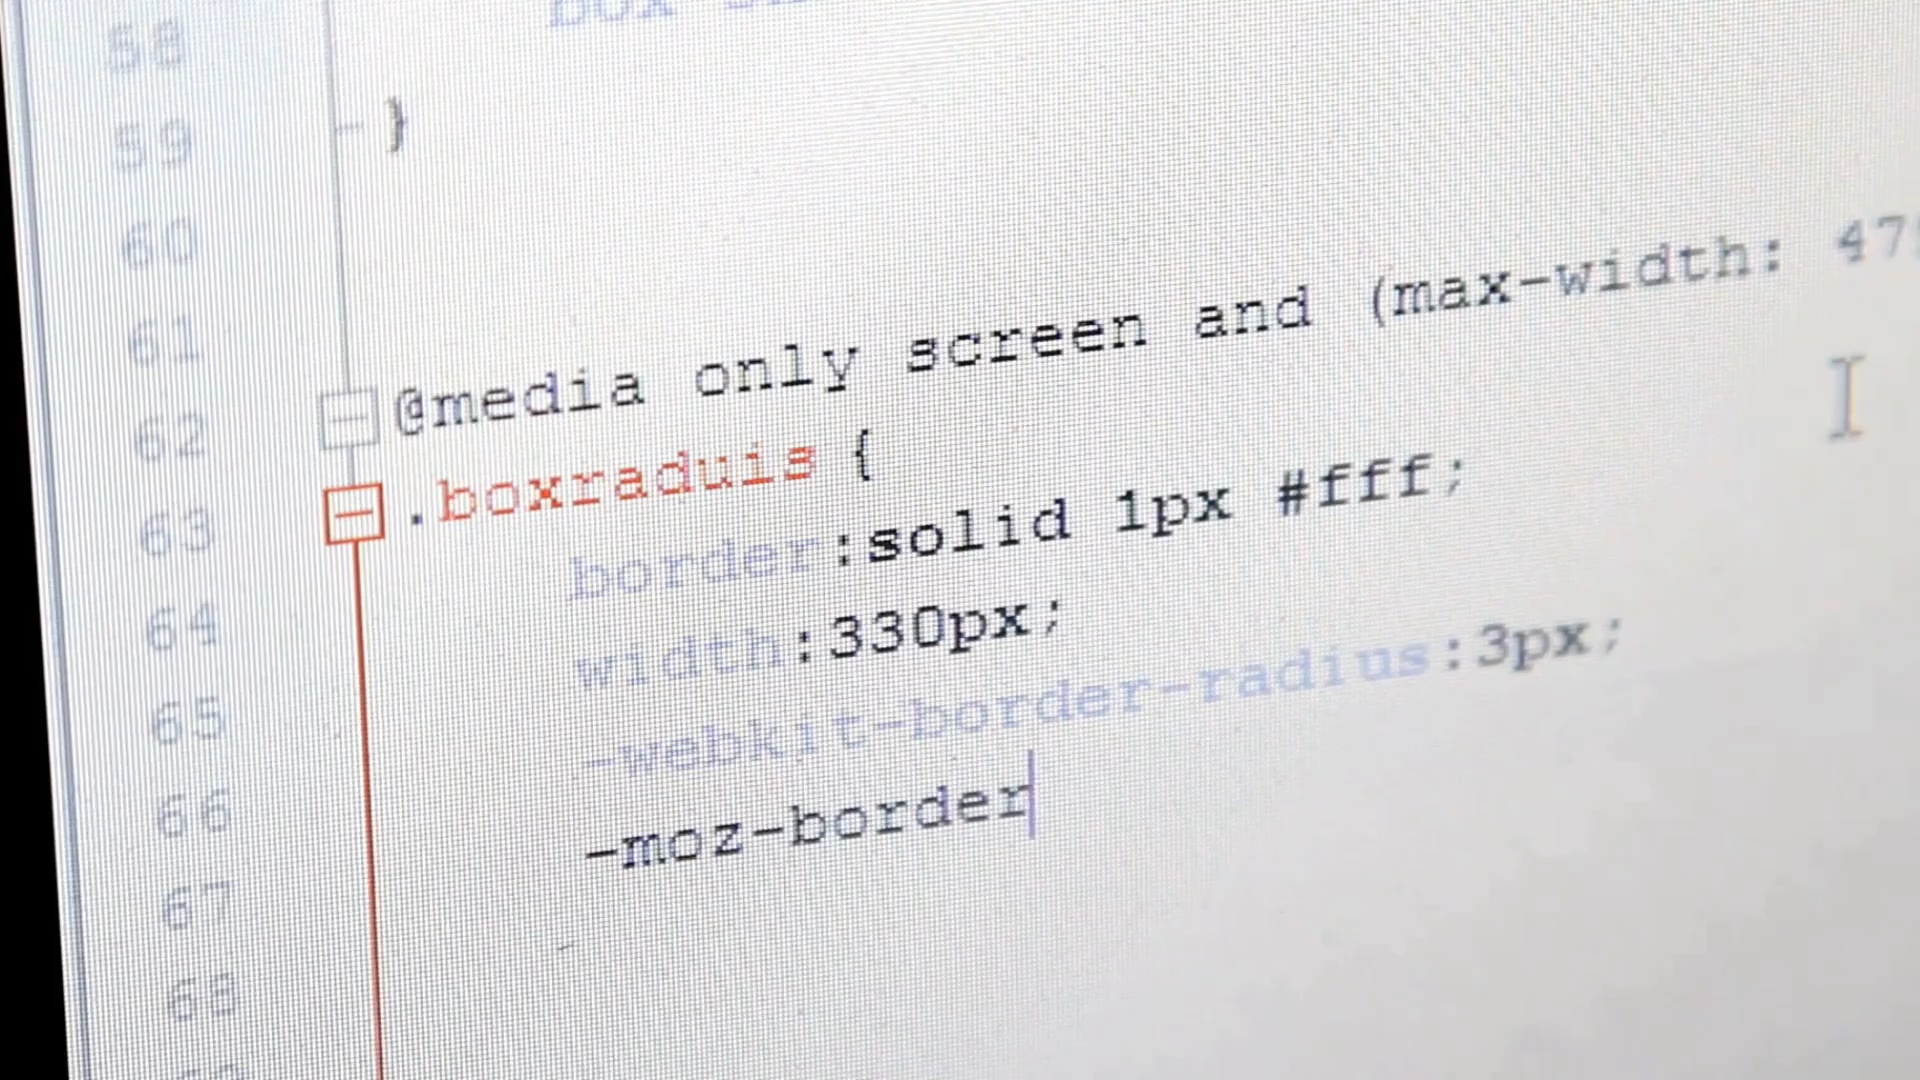 58
59 }
60
61
62 @media only screen and (max-width: 47
63 .boxraduis {
64 border:solid 1px #fff;
65 width:330px;
66 -webkit-border-radius:3px;
67 -moz-border
68